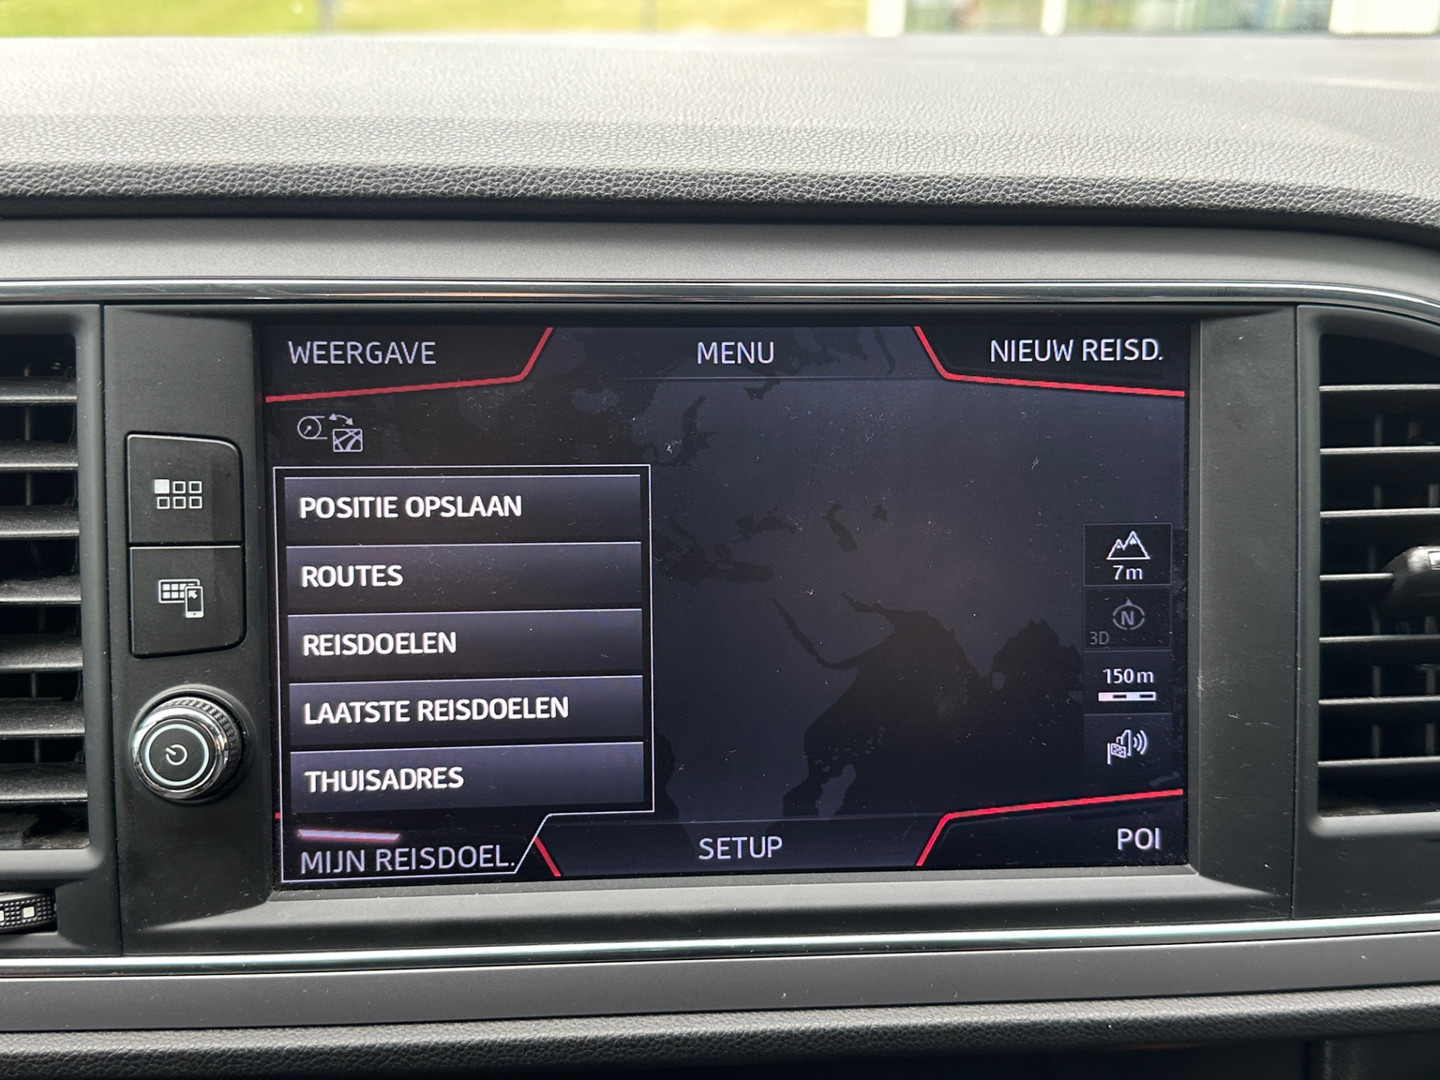 WEERGAVE
MENU
NIEUW REISD.
POSITIE OPSLAAN
ROUTES
REISDOELEN
LAATSTE REISDOELEN
THUISADRES
7m
N
3D
150m
MIJN REISDOEL.
SETUP
POI